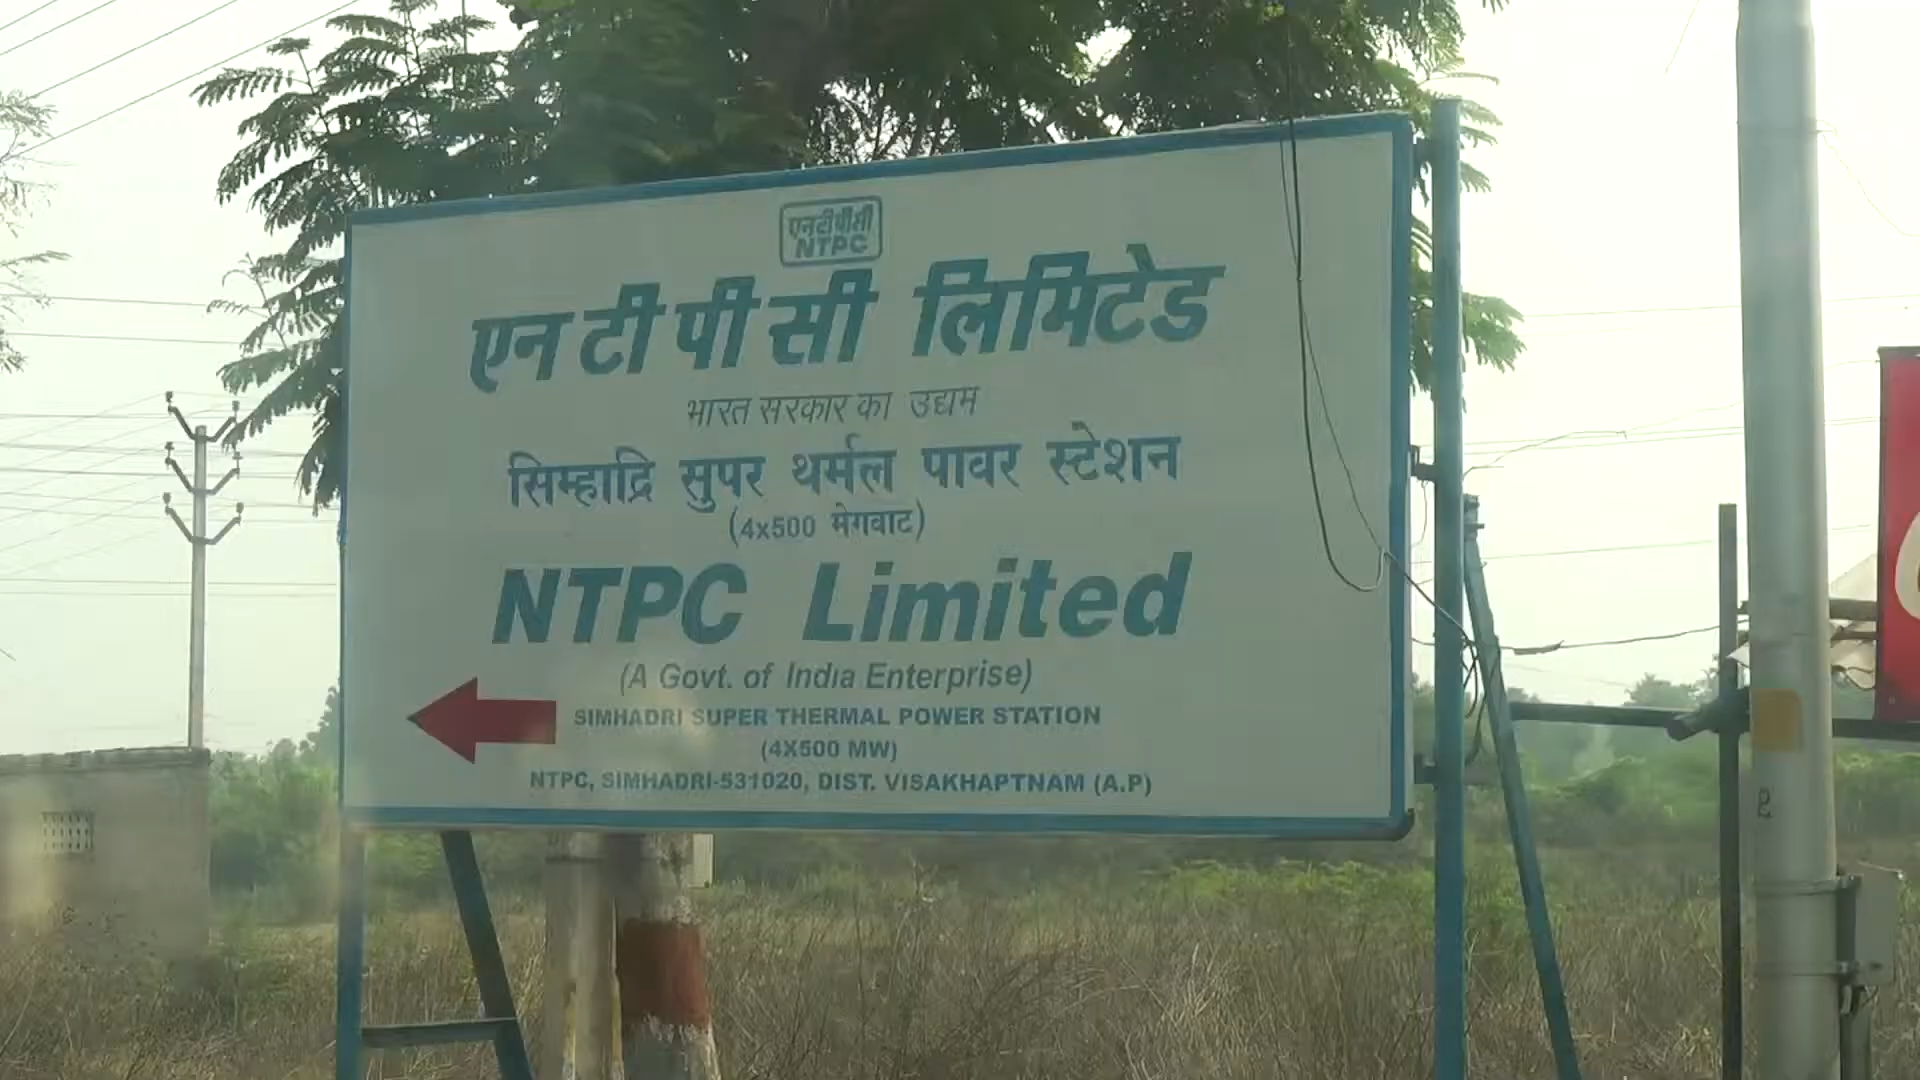 एनटीपीसी
NTPC
एन टी पी सी लिमिटेड
भारत सरकार का उद्यम
सिम्हाद्रि सुपर थर्मल पावर स्टेशन
(4x500 मेगवाट)
NTPC Limited
(A Govt. of India Enterprise)
SIMHADRI SUPER THERMAL POWER STATION
(4X500 MW)
NTPC, SIMHADRI-531020, DIST. VISAKHAPTNAM (A.P)